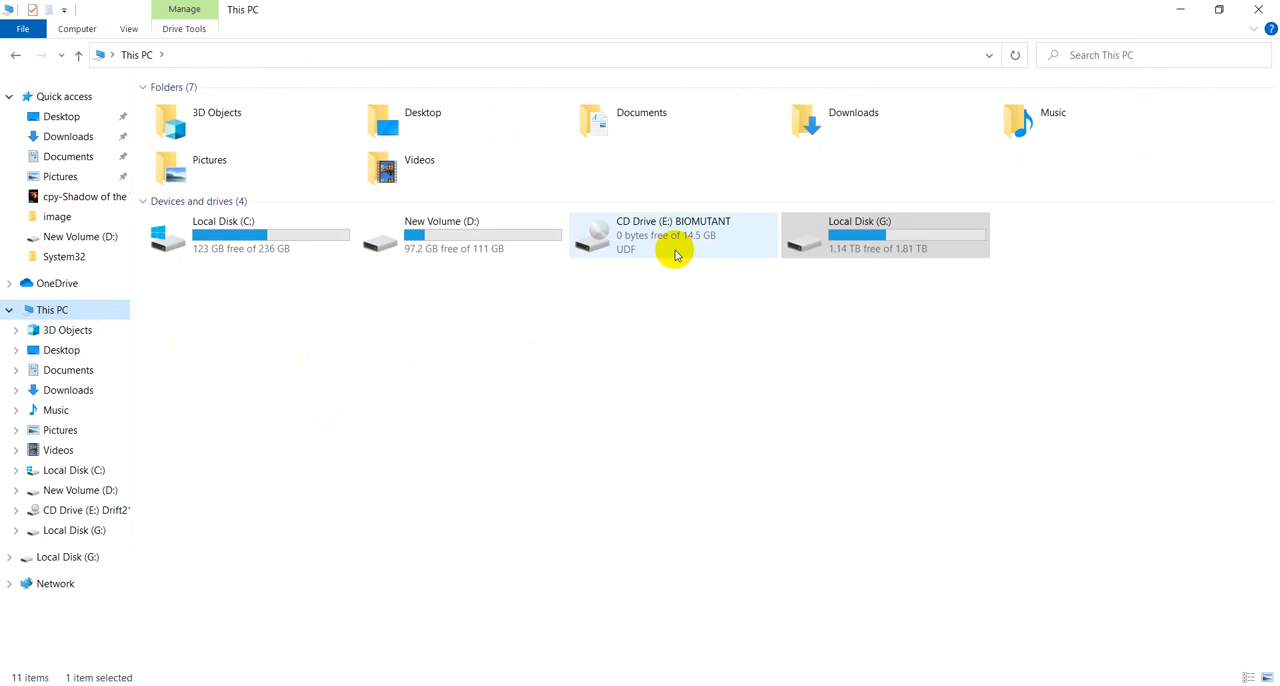 Manage
This PC
File
Computer
View
Drive Tools
This PC
Search This PC
Quick access
Desktop
Downloads
Documents
Pictures
cpy-Shadow of the
image
New Volume (D:)
System32
OneDrive
This PC
3D Objects
Desktop
Documents
Downloads
Music
Pictures
Videos
Local Disk (C:)
New Volume (D:)
CD Drive (E:) Drift21
Local Disk (G:)
Local Disk (G:)
Network
Folders (7)
3D Objects
Desktop
Documents
Downloads
Music
Pictures
Videos
Devices and drives (4)
Local Disk (C:)
123 GB free of 236 GB
New Volume (D:)
97.2 GB free of 111 GB
CD Drive (E:) BIOMUTANT
0 bytes free of 14.5 GB
UDF
Local Disk (G:)
1.14 TB free of 1.81 TB
11 items
1 item selected